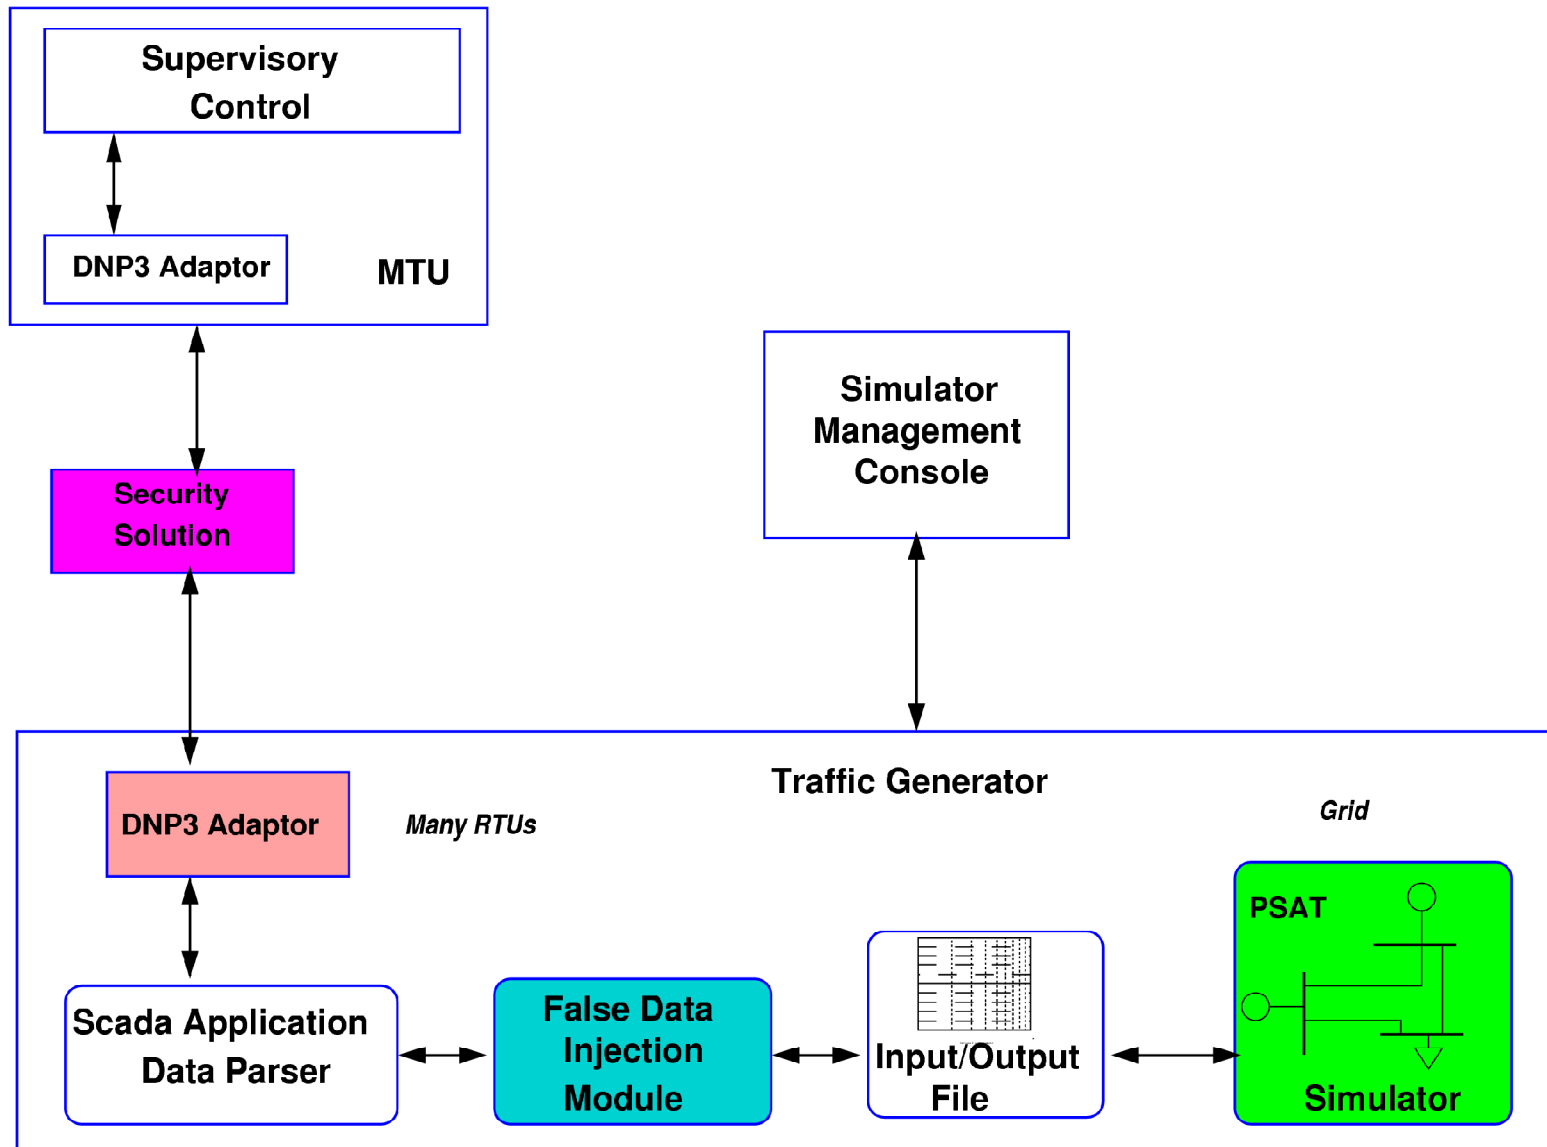 Supervisory
Control
DNP3 Adaptor
MTU
Security
Solution
Simulator
Management
Console
Traffic Generator
Grid
DNP3 Adaptor
Many RTUs
PSAT
Simulator
Scada Application
Data Parser
False Data
Injection
Module
Input/Output
File